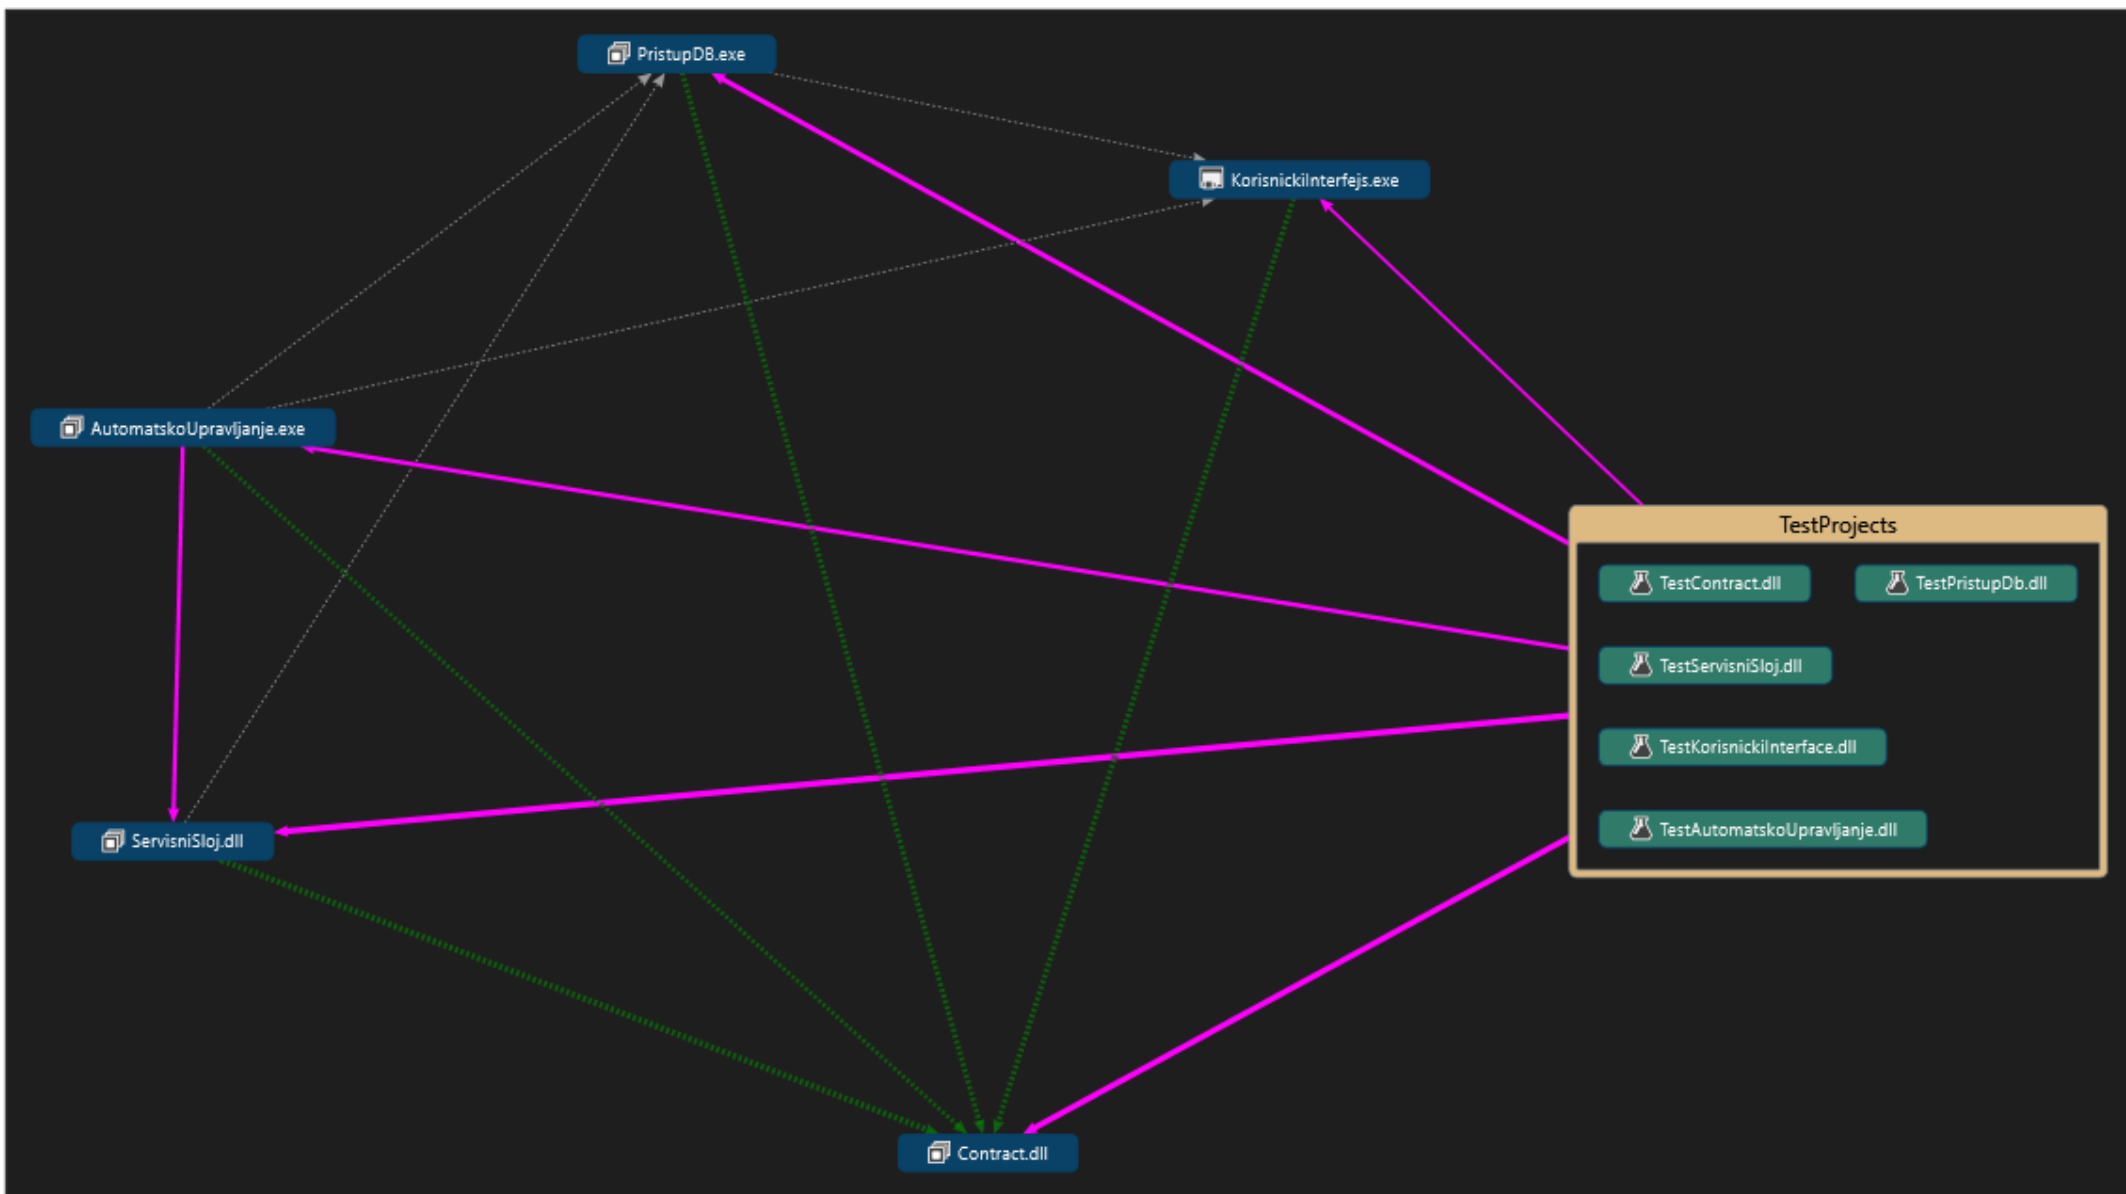 PristupDB.exe
KorisnickiInterfejs.exe
AutomatskoUpravljanje.exe
TestProjects
TestContract.dll
TestPristupDb.dll
TestServisniSloj.dll
TestKorisnickiInterface.dll
TestAutomatskoUpravljanje.dll
ServisniSloj.dll
Contract.dll